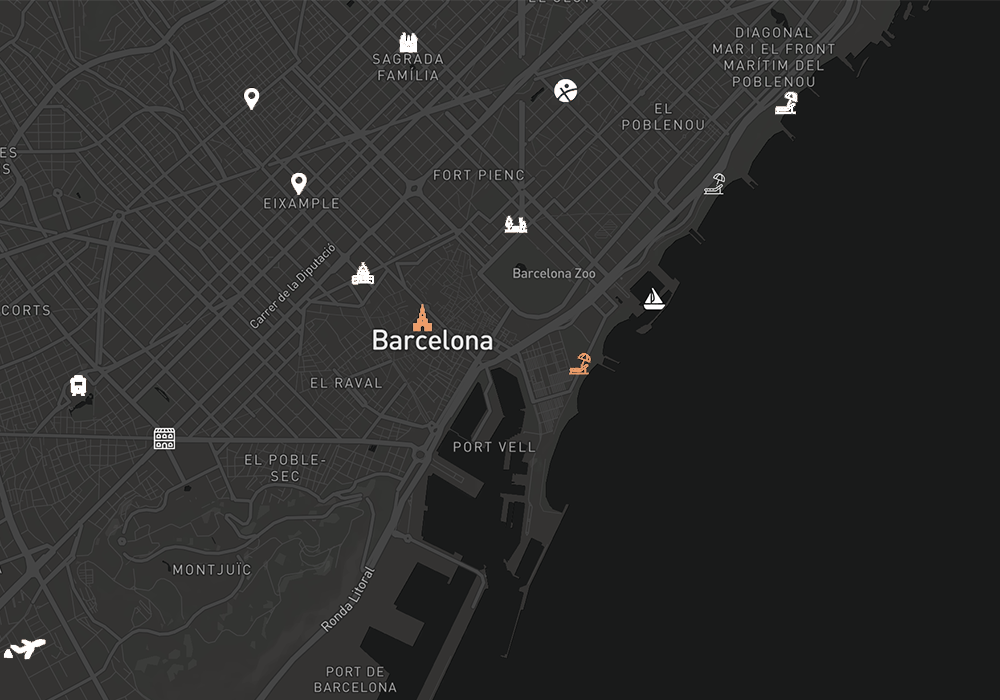 DIAGONAL
MAR I EL FRONT
MARÍTIM DEL
POBLENOU
SAGRADA
FAMÍLIA
EL
POBLENOU
FORT PIENC
EIXAMPLE
Barcelona Zoo
Carrer de la Diputació
CORTS
Barcelona
EL RAVAL
PORT VELL
EL POBLE-
SEC
MONTJUÏC
Ronda Litoral
PORT DE
BARCELONA